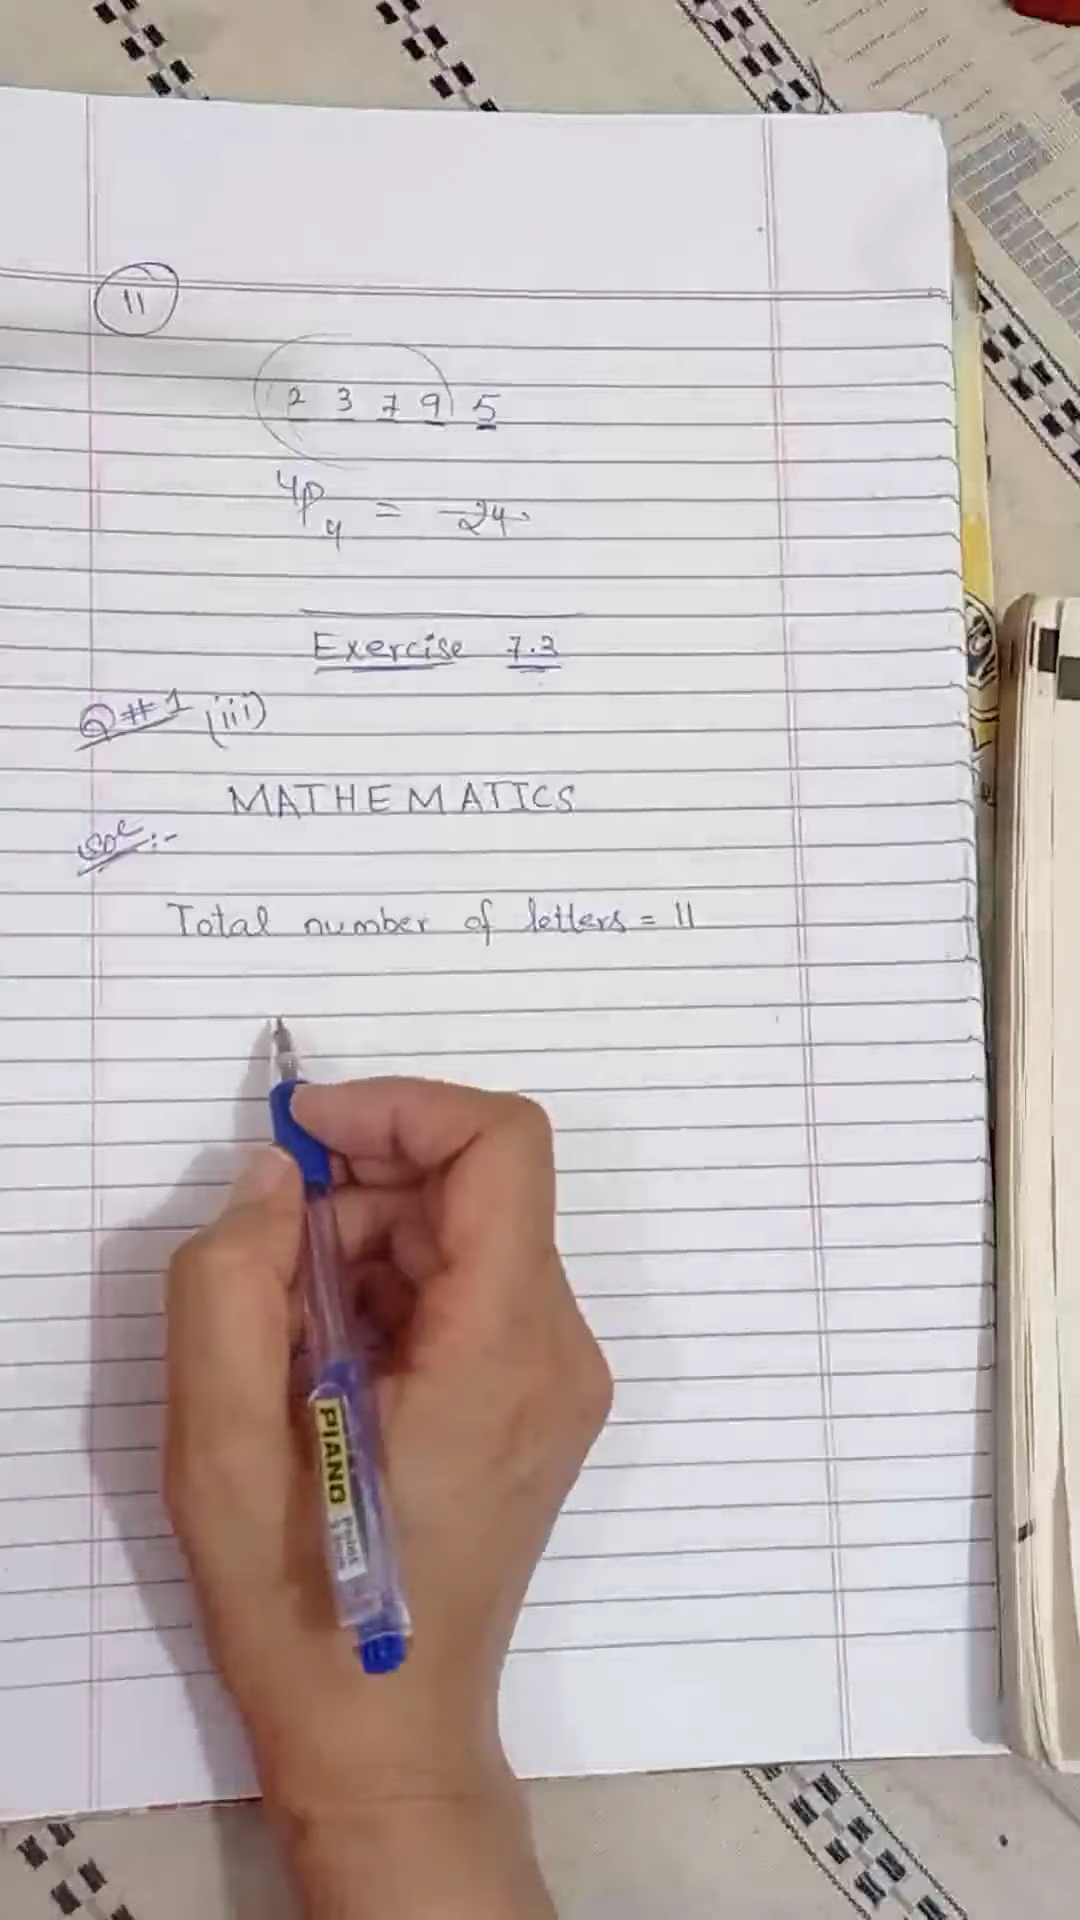 11
2 3 7 9 5
4P4 = 24
Exercise 7.3
Q#1 (iii)
MATHEMATICS
Sol:-
Total number of letters = 11
PIANO
Point